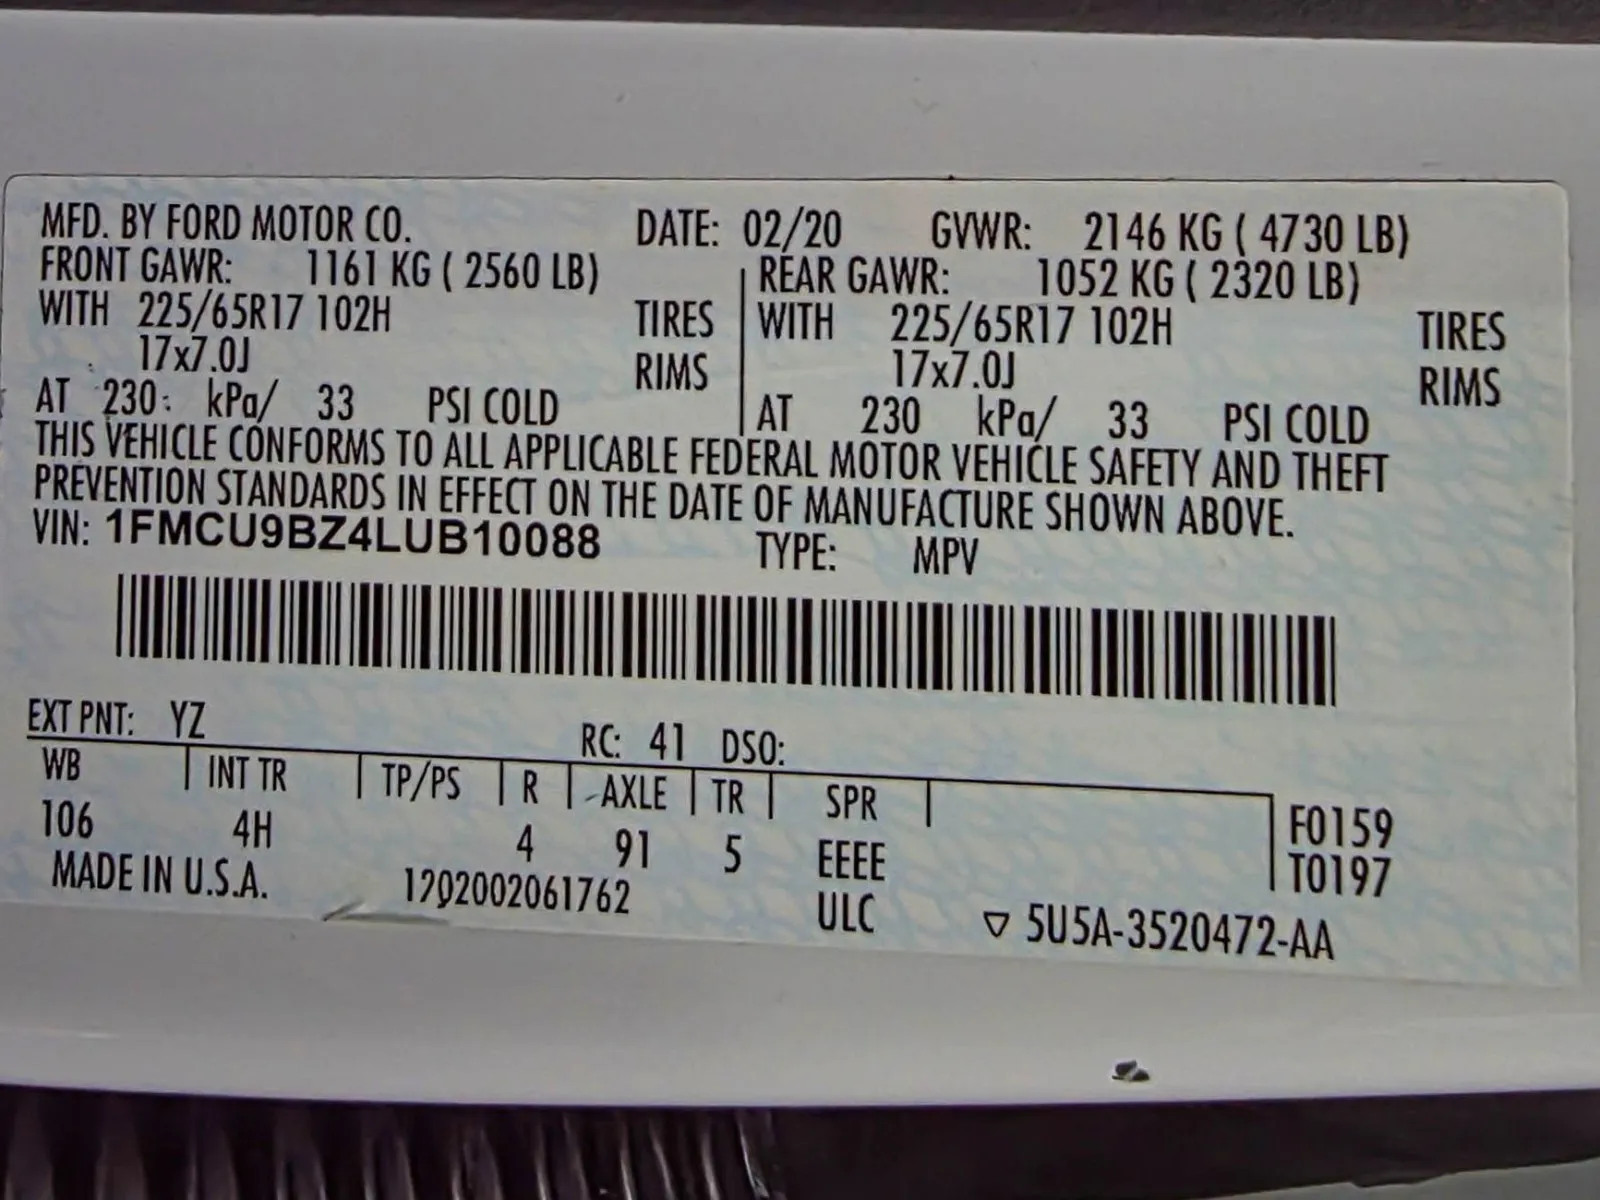 MFD. BY FORD MOTOR CO. DATE: 02/20 GVWR: 2146 KG ( 4730 LB)
FRONT GAWR: 1161 KG ( 2560 LB) REAR GAWR: 1052 KG ( 2320 LB)
WITH 225/65R17 102H TIRES WITH 225/65R17 102H TIRES
17x7.0J RIMS 17x7.0J RIMS
AT 230 kPa/ 33 PSI COLD AT 230 kPa/ 33 PSI COLD
THIS VEHICLE CONFORMS TO ALL APPLICABLE FEDERAL MOTOR VEHICLE SAFETY AND THEFT
PREVENTION STANDARDS IN EFFECT ON THE DATE OF MANUFACTURE SHOWN ABOVE.
VIN: 1FMCU9BZ4LUB10088 TYPE: MPV
EXT PNT: YZ RC: 41 DSO:
WB INT TR TP/PS R AXLE TR SPR F0159
106 4H 4 91 5 EEEE T0197
MADE IN U.S.A. 1702002061762 ULC ▽ 5U5A-3520472-AA